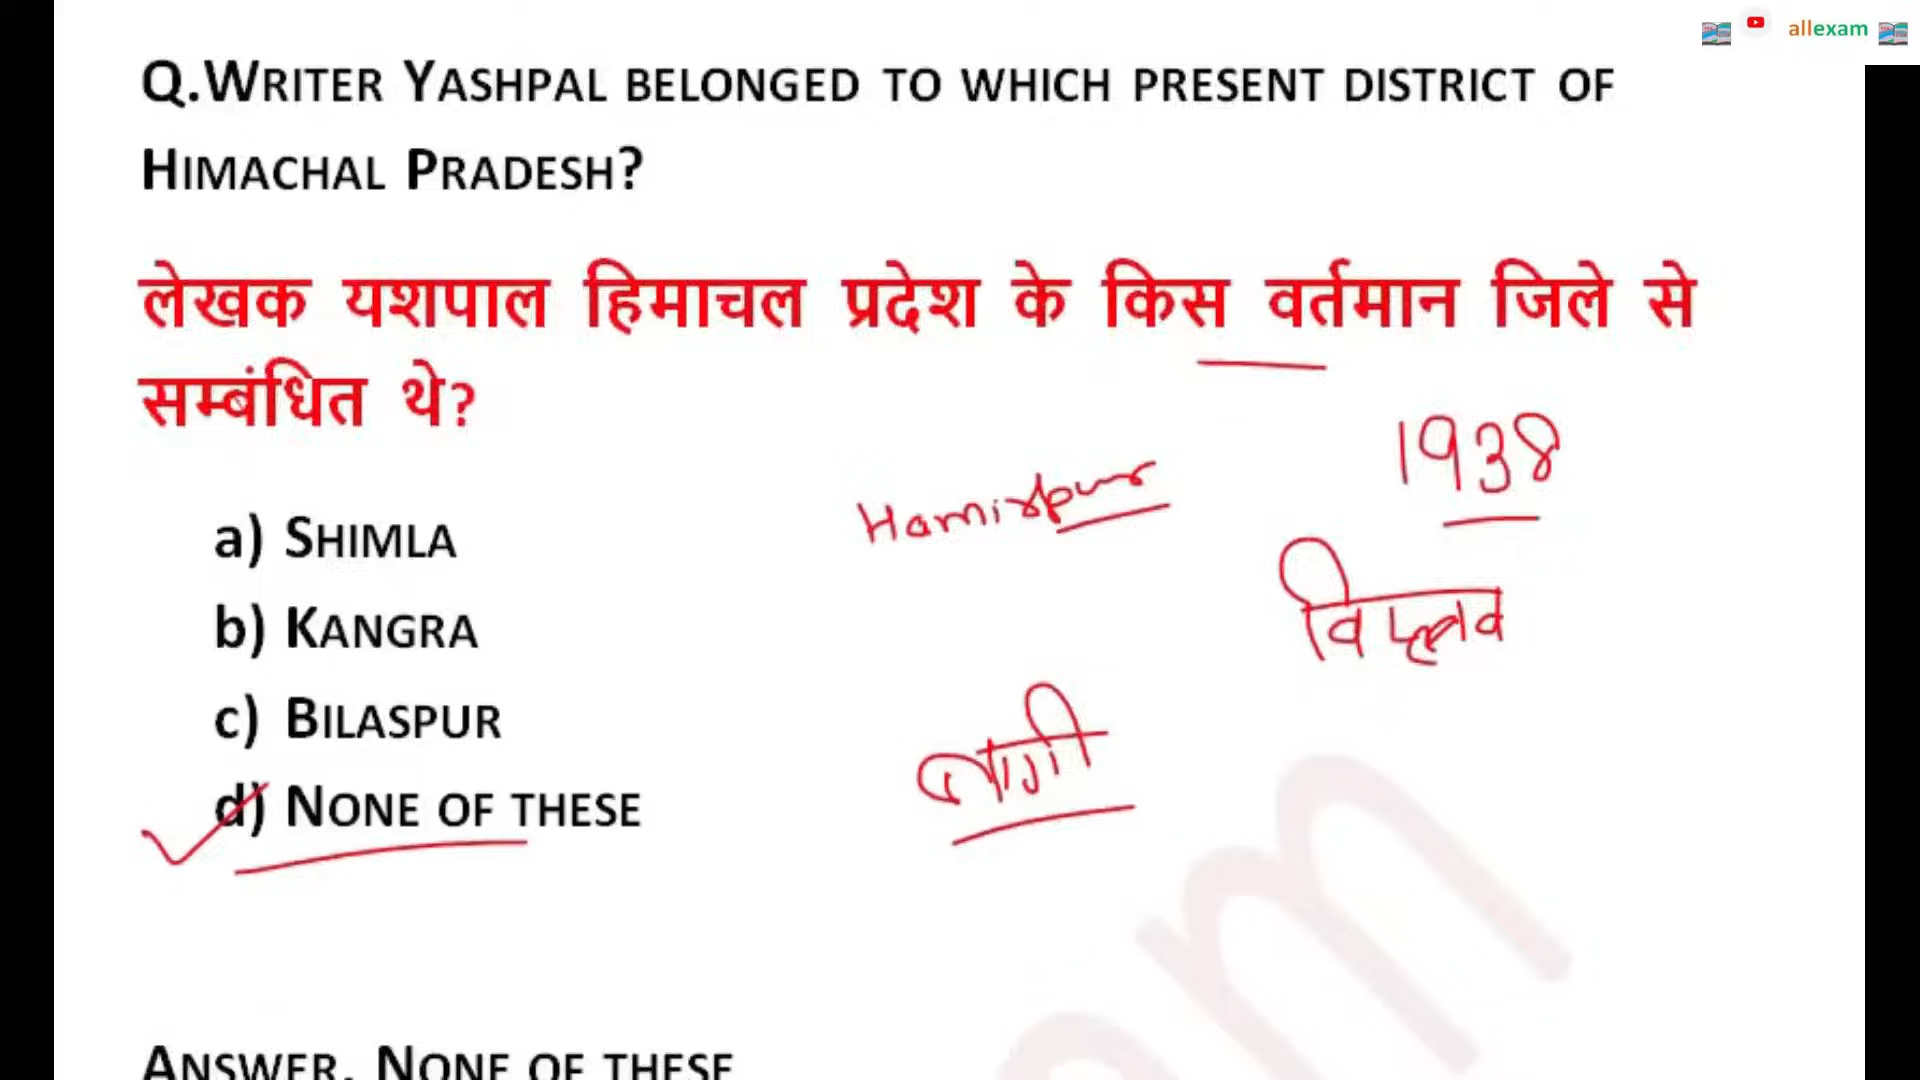 allexam
Q.WRITER YASHPAL BELONGED TO WHICH PRESENT DISTRICT OF
HIMACHAL PRADESH?
लेखक यशपाल हिमाचल प्रदेश के किस वर्तमान जिले से
सम्बंधित थे?
1938
Hamirpur
a) SHIMLA
विप्लव
b) KANGRA
c) BILASPUR
d) NONE OF THESE
ANSWER. NONE OF THESE